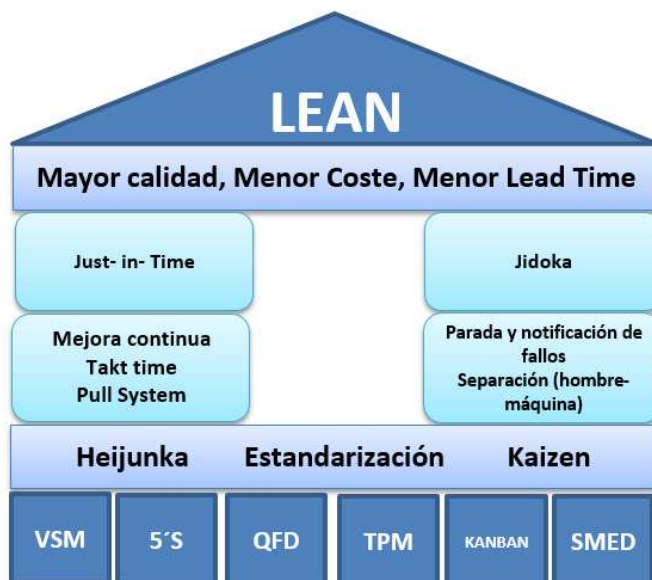 LEAN
Mayor calidad, Menor Coste, Menor Lead Time
Just- in- Time
Jidoka
Mejora continua
Takt time
Pull System
Parada y notificación de
fallos
Separación (hombre-
máquina)
Heijunka Estandarización Kaizen
VSM 5´S QFD TPM KANBAN SMED